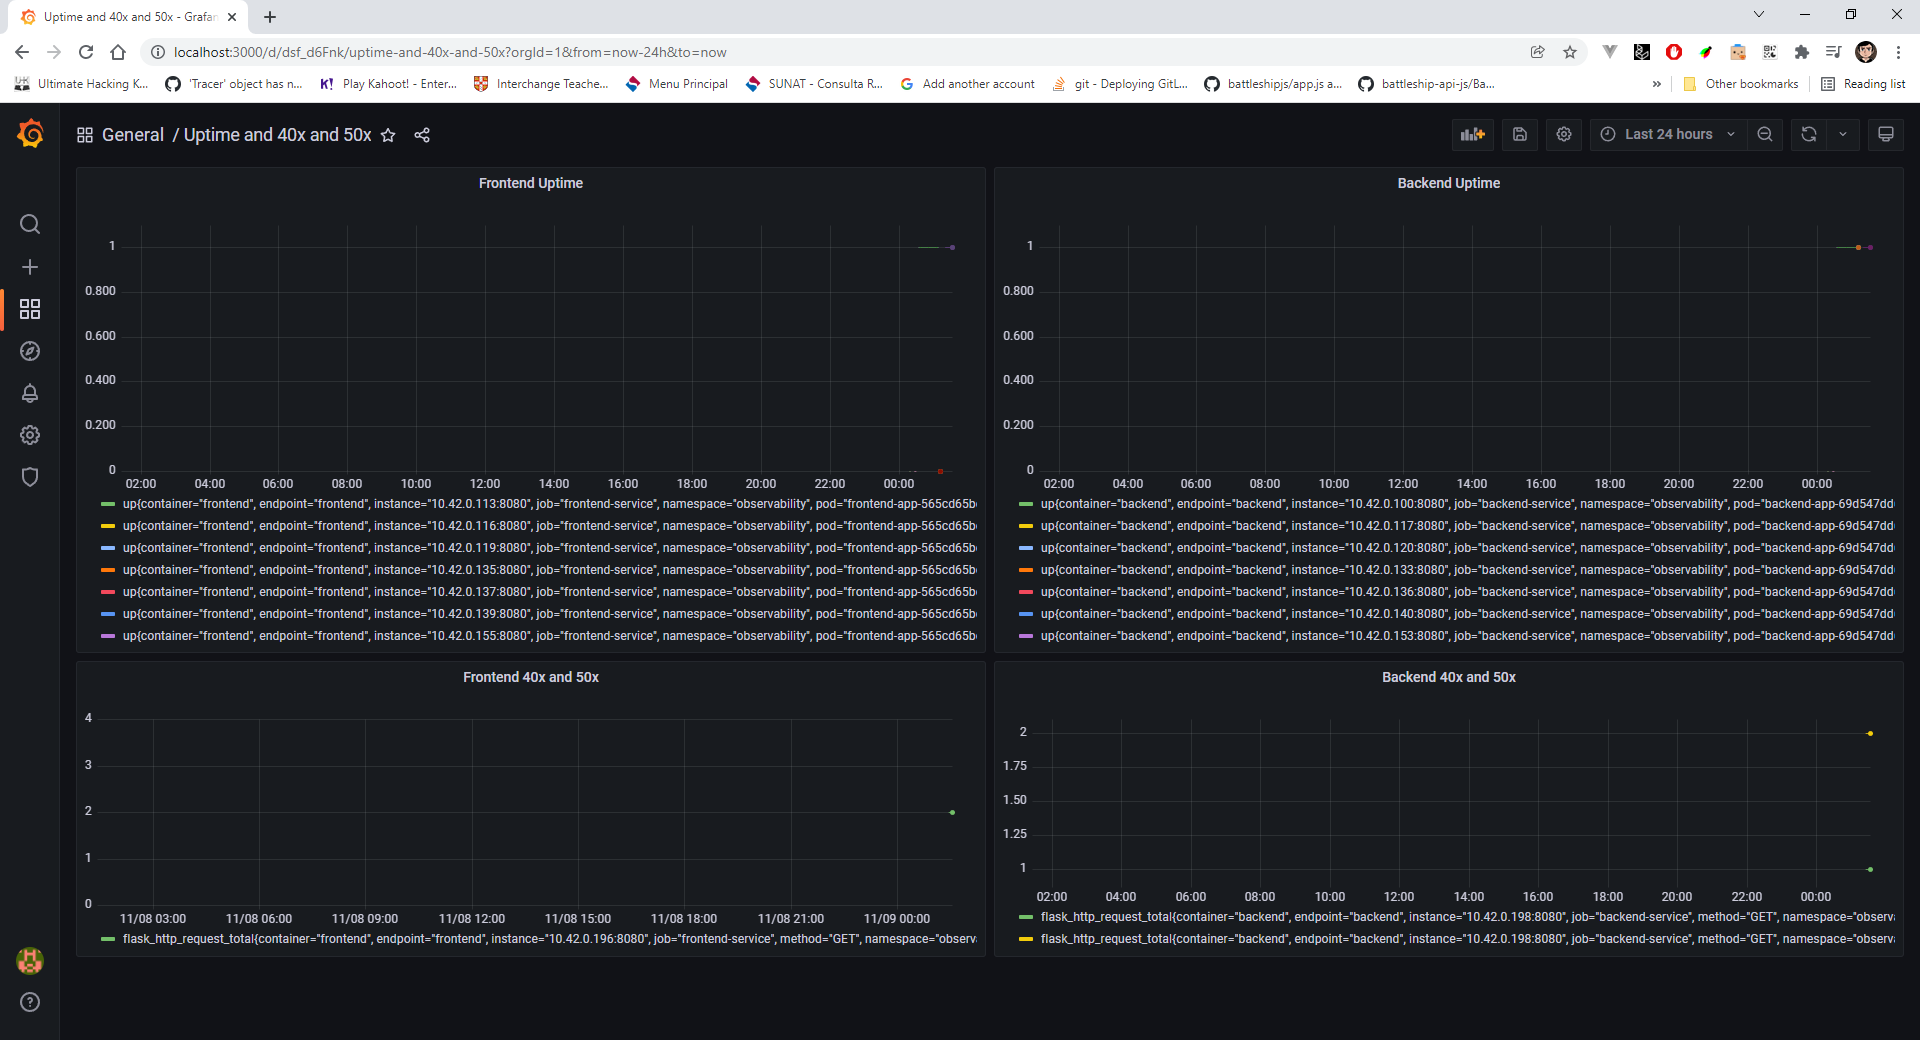 Uptime and 40x and 50x - Grafan
localhost:3000/d/dsf_d6Fnk/uptime-and-40x-and-50x?orgId=1&from=now-24h&to=now
Ultimate Hacking K... 'Tracer' object has n... K! Play Kahoot! - Enter... Interchange Teache... Menu Principal SUNAT - Consulta R... Add another account git - Deploying GitL... battleshipjs/app.js a... battleship-api-js/Ba... » Other bookmarks Reading list
General / Uptime and 40x and 50x
Last 24 hours
Frontend Uptime
1
0.800
0.600
0.400
0.200
0
02:00 04:00 06:00 08:00 10:00 12:00 14:00 16:00 18:00 20:00 22:00 00:00
up{container="frontend", endpoint="frontend", instance="10.42.0.113:8080", job="frontend-service", namespace="observability", pod="frontend-app-565cd65b
up{container="frontend", endpoint="frontend", instance="10.42.0.116:8080", job="frontend-service", namespace="observability", pod="frontend-app-565cd65b
up{container="frontend", endpoint="frontend", instance="10.42.0.119:8080", job="frontend-service", namespace="observability", pod="frontend-app-565cd65b
up{container="frontend", endpoint="frontend", instance="10.42.0.135:8080", job="frontend-service", namespace="observability", pod="frontend-app-565cd65b
up{container="frontend", endpoint="frontend", instance="10.42.0.137:8080", job="frontend-service", namespace="observability", pod="frontend-app-565cd65b
up{container="frontend", endpoint="frontend", instance="10.42.0.139:8080", job="frontend-service", namespace="observability", pod="frontend-app-565cd65b
up{container="frontend", endpoint="frontend", instance="10.42.0.155:8080", job="frontend-service", namespace="observability", pod="frontend-app-565cd65b
Backend Uptime
1
0.800
0.600
0.400
0.200
0
02:00 04:00 06:00 08:00 10:00 12:00 14:00 16:00 18:00 20:00 22:00 00:00
up{container="backend", endpoint="backend", instance="10.42.0.100:8080", job="backend-service", namespace="observability", pod="backend-app-69d547dd
up{container="backend", endpoint="backend", instance="10.42.0.117:8080", job="backend-service", namespace="observability", pod="backend-app-69d547dd
up{container="backend", endpoint="backend", instance="10.42.0.120:8080", job="backend-service", namespace="observability", pod="backend-app-69d547dd
up{container="backend", endpoint="backend", instance="10.42.0.133:8080", job="backend-service", namespace="observability", pod="backend-app-69d547dd
up{container="backend", endpoint="backend", instance="10.42.0.136:8080", job="backend-service", namespace="observability", pod="backend-app-69d547dd
up{container="backend", endpoint="backend", instance="10.42.0.140:8080", job="backend-service", namespace="observability", pod="backend-app-69d547dd
up{container="backend", endpoint="backend", instance="10.42.0.153:8080", job="backend-service", namespace="observability", pod="backend-app-69d547dd
Frontend 40x and 50x
4
3
2
1
0
11/08 03:00 11/08 06:00 11/08 09:00 11/08 12:00 11/08 15:00 11/08 18:00 11/08 21:00 11/09 00:00
flask_http_request_total{container="frontend", endpoint="frontend", instance="10.42.0.196:8080", job="frontend-service", method="GET", namespace="observ
Backend 40x and 50x
2
1.75
1.50
1.25
1
02:00 04:00 06:00 08:00 10:00 12:00 14:00 16:00 18:00 20:00 22:00 00:00
flask_http_request_total{container="backend", endpoint="backend", instance="10.42.0.198:8080", job="backend-service", method="GET", namespace="observ
flask_http_request_total{container="backend", endpoint="backend", instance="10.42.0.198:8080", job="backend-service", method="GET", namespace="observ